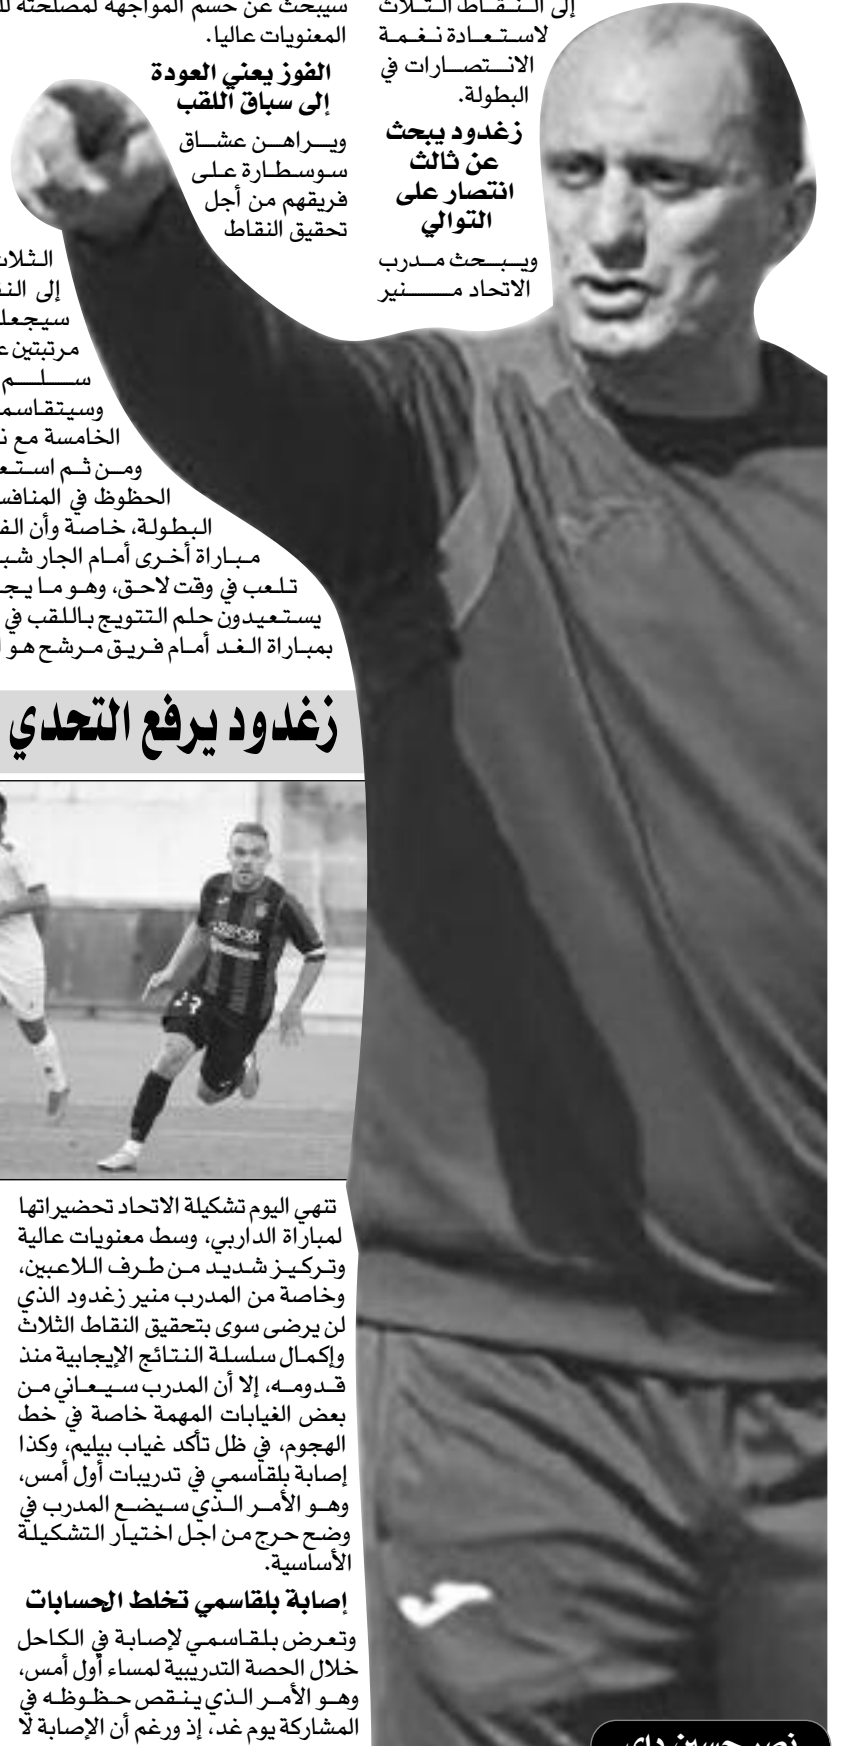 إلى النقاط الثلاث
لاستعادة نغمة
الانتصارات في
البطولة.
زغدود يبحث
عن ثالث
انتصار على
التوالي
ويبحث مدرب
الاتحاد منير
سيبحث عن حسم المواجهة لمصلحته
المعنويات عاليا.
الفوز يعني العودة
إلى سباق اللقب
ويراهن عشاق
سوسطارة على
فريقهم من أجل
تحقيق النقاط
الثلاث
إلى
سيجعل
مرتبتين
سلم
وسيتقاسم
الخامسة مع
ومن ثم
الحظوظ في
البطولة، خاصة وأن
مباراة أخرى أمام الجار
تلعب في وقت لاحق، وهو ما
يستعيدون حلم التتويج باللقب في
بمباراة الغد أمام فريق مرشح هو
زغدود يرفع التحدي
تنهي اليوم تشكيلة الاتحاد تحضيراتها
لمباراة الداربي، وسط معنويات عالية
وتركيز شديد من طرف اللاعبين،
وخاصة من المدرب منير زغدود الذي
لن يرضى سوى بتحقيق النقاط الثلاث
وإكمال سلسلة النتائج الإيجابية منذ
قدومه، إلا أن المدرب سيعاني من
بعض الغيابات المهمة خاصة في خط
الهجوم، في ظل تأكد غياب بيليم، وكذا
إصابة بلقاسمي في تدريبات أول أمس،
وهو الأمر الذي سيضع المدرب في
وضح حرج من اجل اختيار التشكيلة
الأساسية.
إصابة بلقاسمي تخلط الحسابات
وتعرض بلقاسمي لإصابة في الكاحل
خلال الحصة التدريبية لمساء أول أمس،
وهو الأمر الذي ينقص حظوظه في
المشاركة يوم غد، إذ ورغم أن الإصابة لا
نصر حسين داي